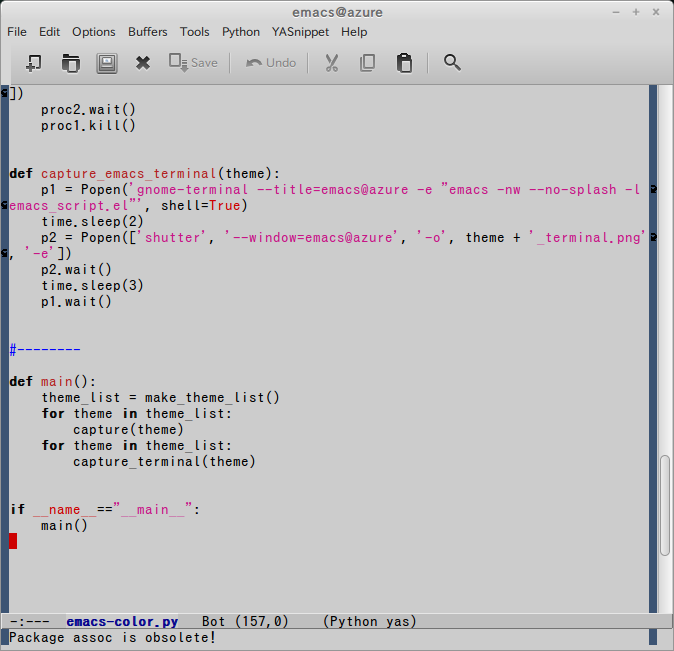 emacs@azure
File Edit Options Buffers Tools Python YASnippet Help
Save Undo
])
    proc2.wait()
    proc1.kill()
def capture_emacs_terminal(theme):
    p1 = Popen('gnome-terminal --title=emacs@azure -e "emacs -nw --no-splash -l
emacs_script.el"', shell=True)
    time.sleep(2)
    p2 = Popen(['shutter', '--window=emacs@azure', '-o', theme + '_terminal.png'
, '-e'])
    p2.wait()
    time.sleep(3)
    p1.wait()
#--------
def main():
    theme_list = make_theme_list()
    for theme in theme_list:
        capture(theme)
    for theme in theme_list:
        capture_terminal(theme)
if __name__=="__main__":
    main()
-:--- emacs-color.py Bot (157,0) (Python yas)
Package assoc is obsolete!